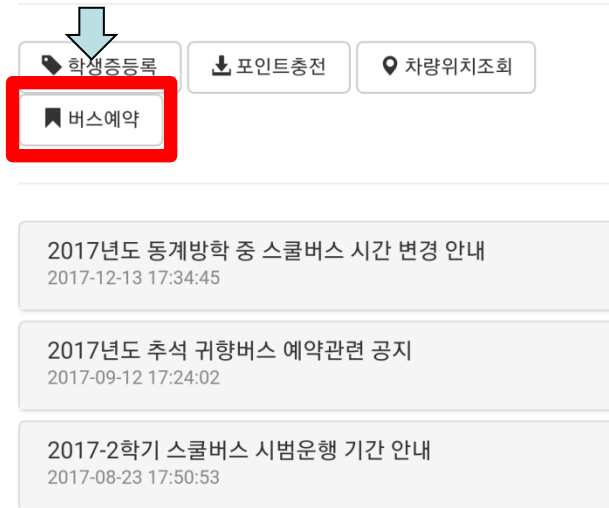 학생증등록 포인트충전 차량위치조회
버스예약
2017년도 동계방학 중 스쿨버스 시간 변경 안내
2017-12-13 17:34:45
2017년도 추석 귀향버스 예약관련 공지
2017-09-12 17:24:02
2017-2학기 스쿨버스 시범운행 기간 안내
2017-08-23 17:50:53